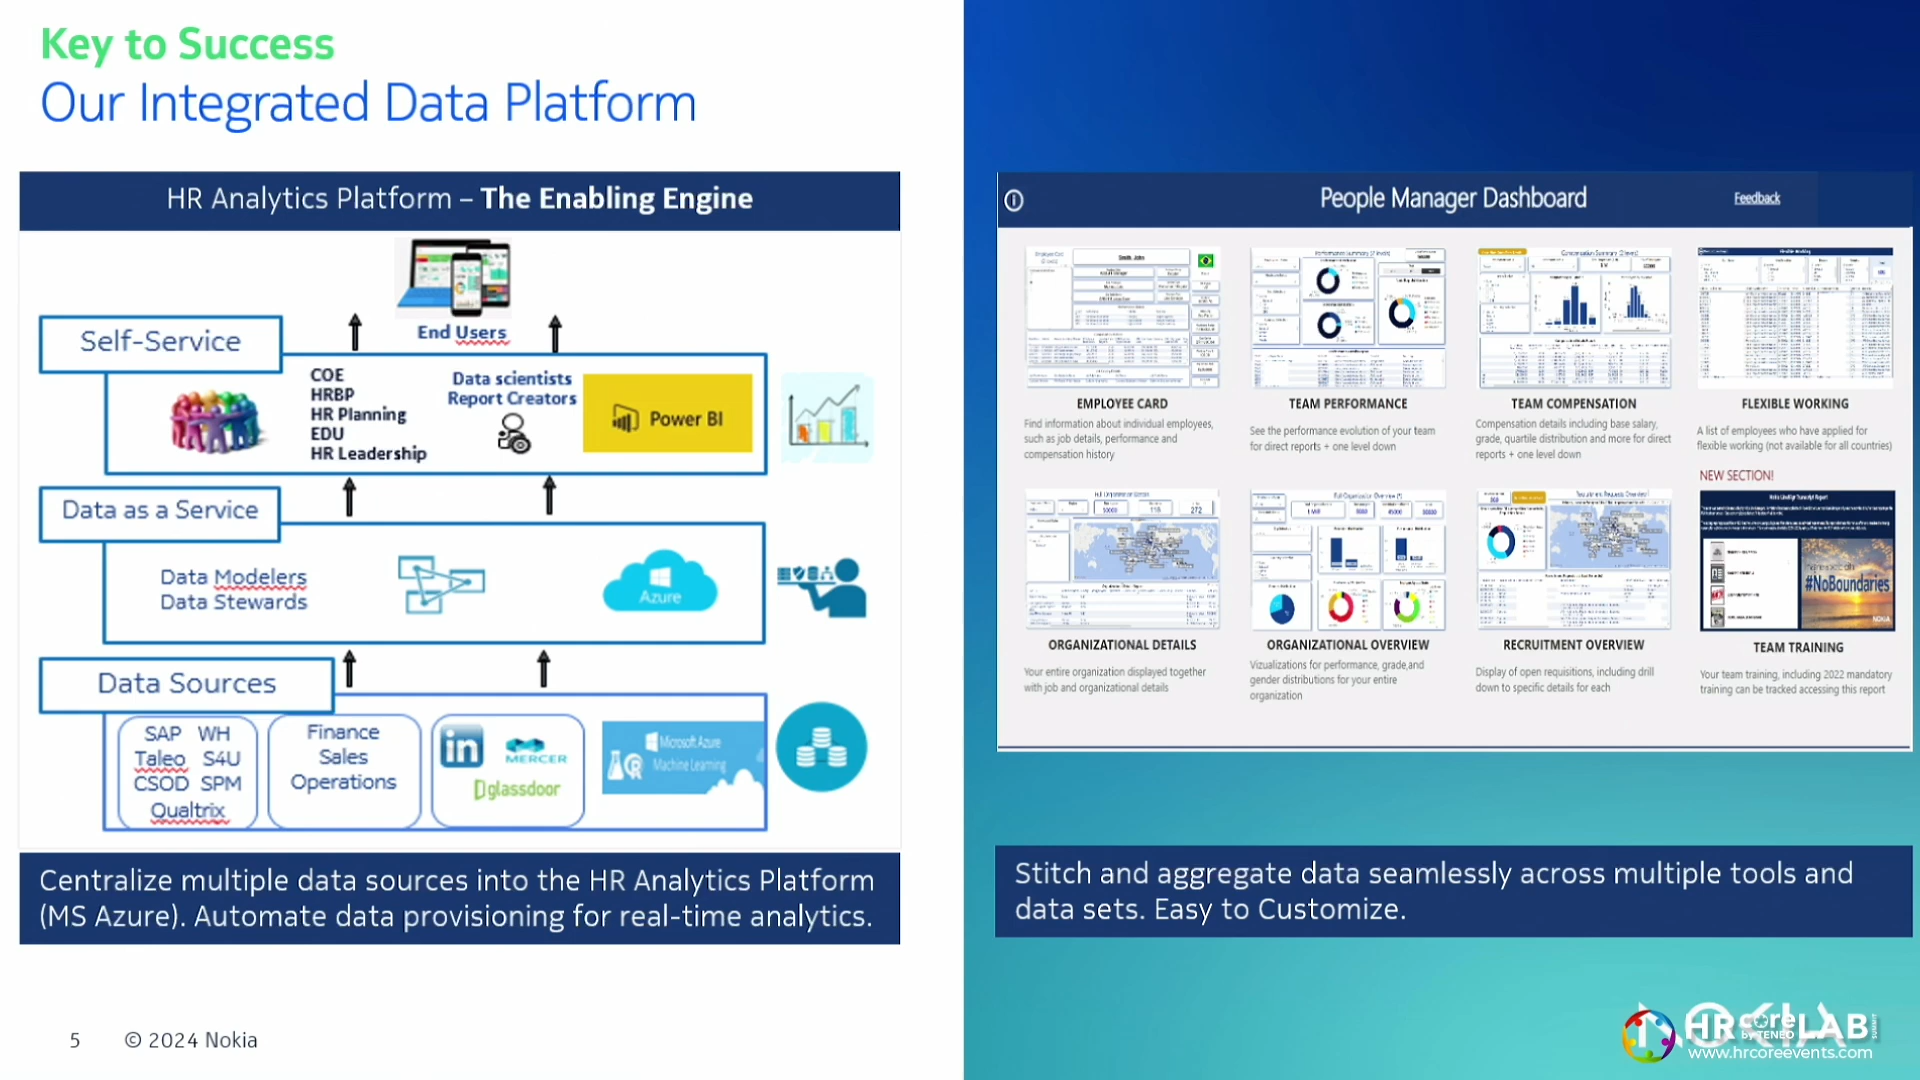 Key to Success
Our Integrated Data Platform
HR Analytics Platform – The Enabling Engine
End Users
Self-Service
COE
HRBP
HR Planning
EDU
HR Leadership
Data scientists
Report Creators
Power BI
Data as a Service
Data Modelers
Data Stewards
Azure
Data Sources
SAP WH
Taleo S4U
CSOD SPM
Qualtrix
Finance
Sales
Operations
in
MERCER
glassdoor
Microsoft Azure
Machine Learning
Centralize multiple data sources into the HR Analytics Platform
(MS Azure). Automate data provisioning for real-time analytics.
5 © 2024 Nokia
People Manager Dashboard
Feedback
EMPLOYEE CARD
Find information about individual employees,
such as job details, performance and
compensation history
TEAM PERFORMANCE
See the performance evolution of your team
for direct reports + one level down
TEAM COMPENSATION
Compensation details including base salary,
grade, quartile distribution and more for direct
reports + one level down
FLEXIBLE WORKING
A list of employees who have applied for
flexible working (not available for all countries)
NEW SECTION!
#NoBoundaries
NOKIA
ORGANIZATIONAL DETAILS
Your entire organization displayed together
with job and organizational details
ORGANIZATIONAL OVERVIEW
Vizualizations for performance, grade,and
gender distributions for your entire
organization
RECRUITMENT OVERVIEW
Display of open requisitions, including drill
down to specific details for each
TEAM TRAINING
Your team training, including 2022 mandatory
training can be tracked accessing this report
Stitch and aggregate data seamlessly across multiple tools and
data sets. Easy to Customize.
NOKIA
HR core LAB
by TENEO
SUMMIT
www.hrcoreevents.com